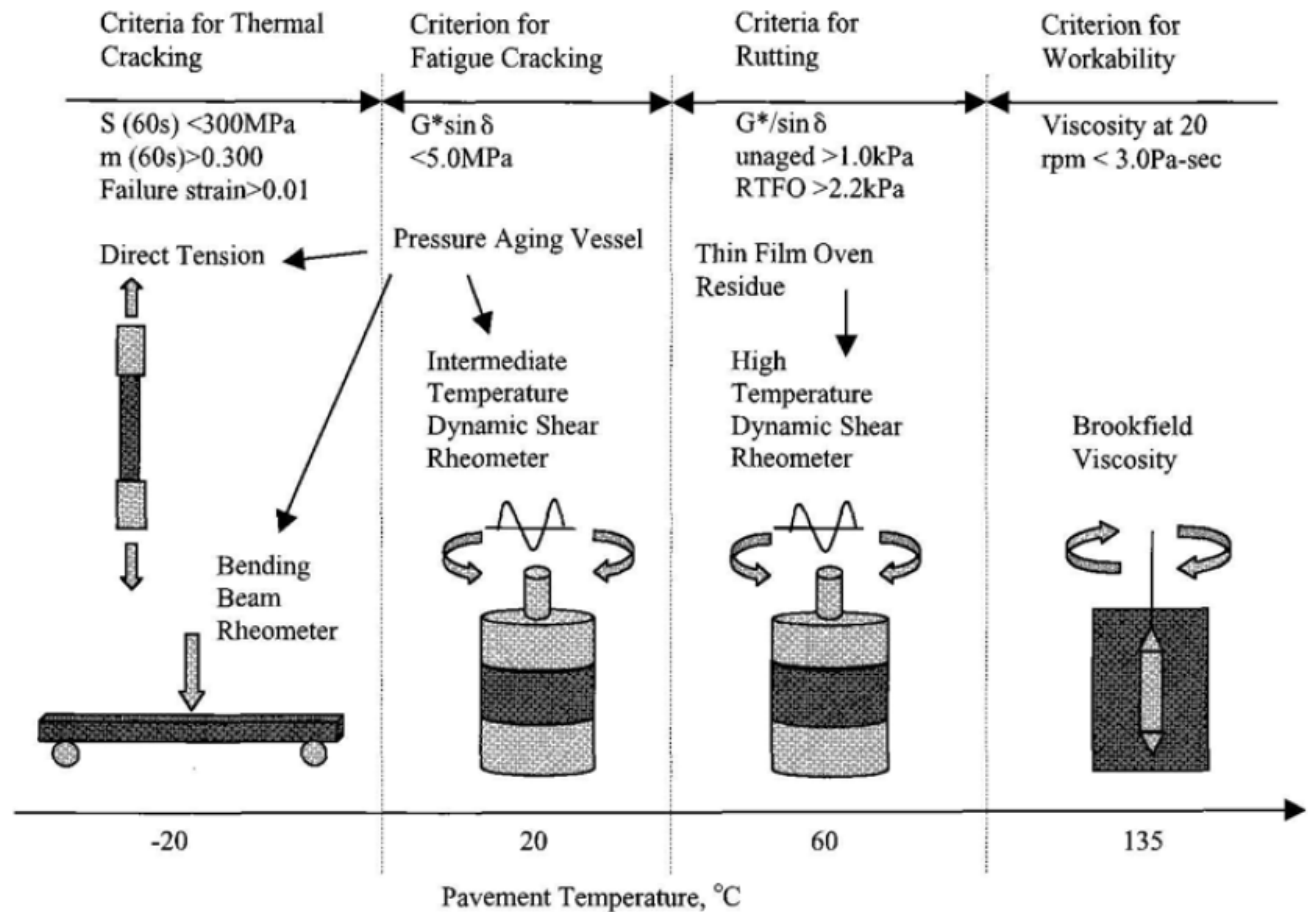 Criteria for Thermal
Cracking
Criterion for
Fatigue Cracking
Criteria for
Rutting
Criterion for
Workability
S (60s) <300MPa
m (60s)>0.300
Failure strain>0.01
G*sin δ
<5.0MPa
G*/sin δ
unaged >1.0kPa
RTFO >2.2kPa
Viscosity at 20
rpm < 3.0Pa-sec
Direct Tension
Pressure Aging Vessel
Thin Film Oven
Residue
Bending
Beam
Rheometer
Intermediate
Temperature
Dynamic Shear
Rheometer
High
Temperature
Dynamic Shear
Rheometer
Brookfield
Viscosity
-20
20
60
135
Pavement Temperature, °C